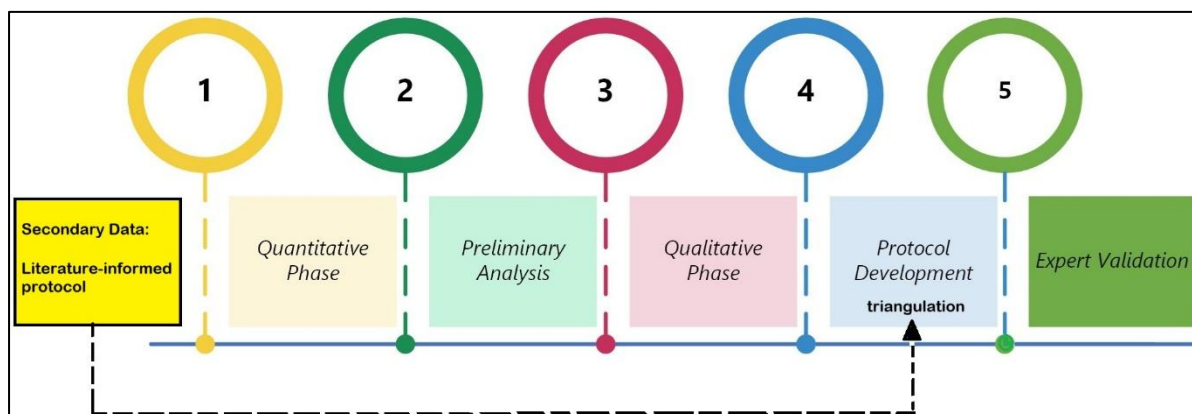 1
2
3
4
5
Secondary Data:
Literature-informed
protocol
Quantitative
Phase
Preliminary
Analysis
Qualitative
Phase
Protocol
Development
triangulation
Expert Validation